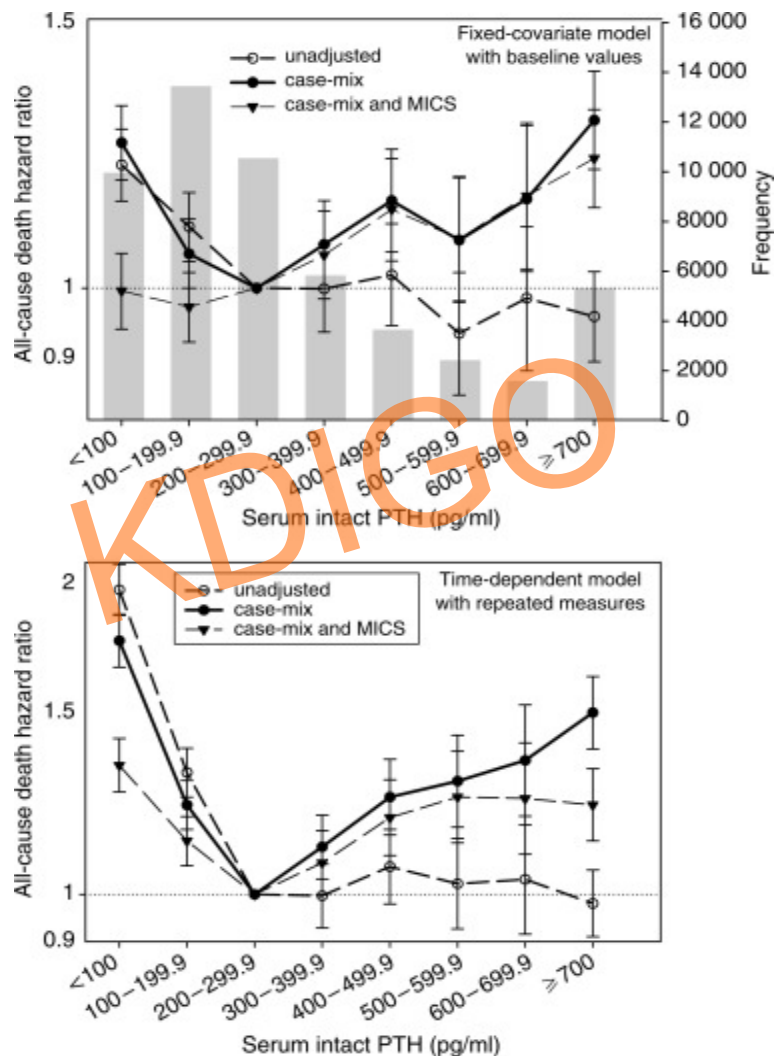 1.5
1
0.9
All-cause death hazard ratio
unadjusted
case-mix
case-mix and MICS
Fixed-covariate model
with baseline values
16 000
14 000
12 000
10 000
8000
6000
4000
2000
0
Frequency
<100
100–199.9
200–299.9
300–399.9
400–499.9
500–599.9
600–699.9
⩾700
Serum intact PTH (pg/ml)
KDIGO
2
1.5
1
0.9
All-cause death hazard ratio
unadjusted
case-mix
case-mix and MICS
Time-dependent model
with repeated measures
<100
100–199.9
200–299.9
300–399.9
400–499.9
500–599.9
600–699.9
⩾700
Serum intact PTH (pg/ml)